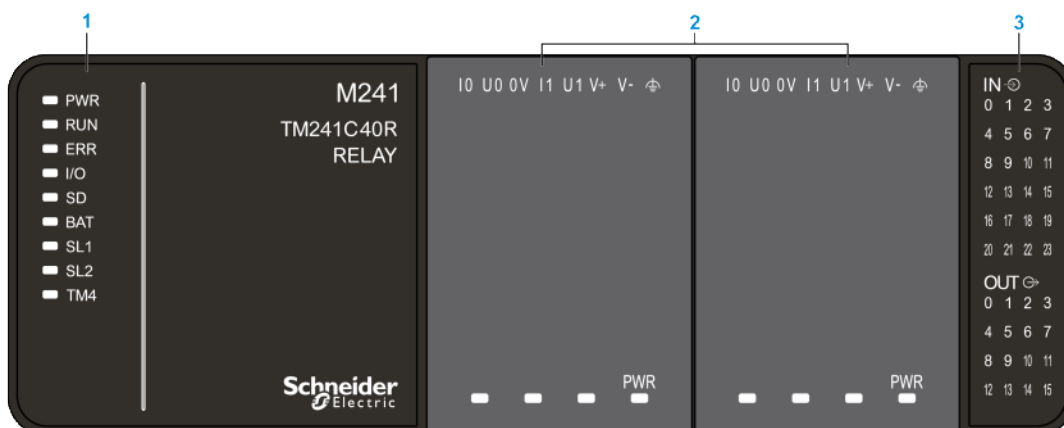 1
2
3
PWR
RUN
ERR
I/O
SD
BAT
SL1
SL2
TM4
M241
TM241C40R
RELAY
Schneider
Electric
I0 U0 0V I1 U1 V+ V-
PWR
I0 U0 0V I1 U1 V+ V-
PWR
IN
0 1 2 3
4 5 6 7
8 9 10 11
12 13 14 15
16 17 18 19
20 21 22 23
OUT
0 1 2 3
4 5 6 7
8 9 10 11
12 13 14 15